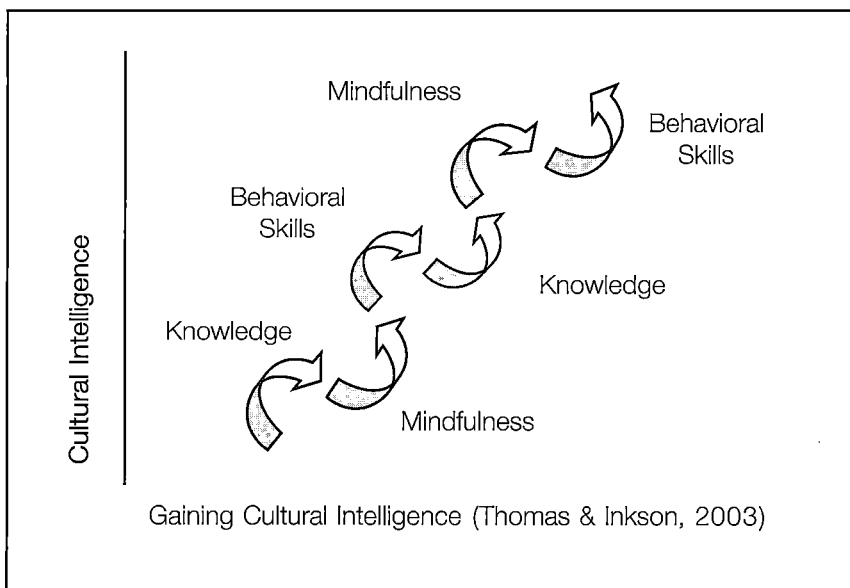 Mindfulness
Behavioral
Skills
Behavioral
Skills
Knowledge
Knowledge
Mindfulness
Cultural Intelligence
Gaining Cultural Intelligence (Thomas & Inkson, 2003)